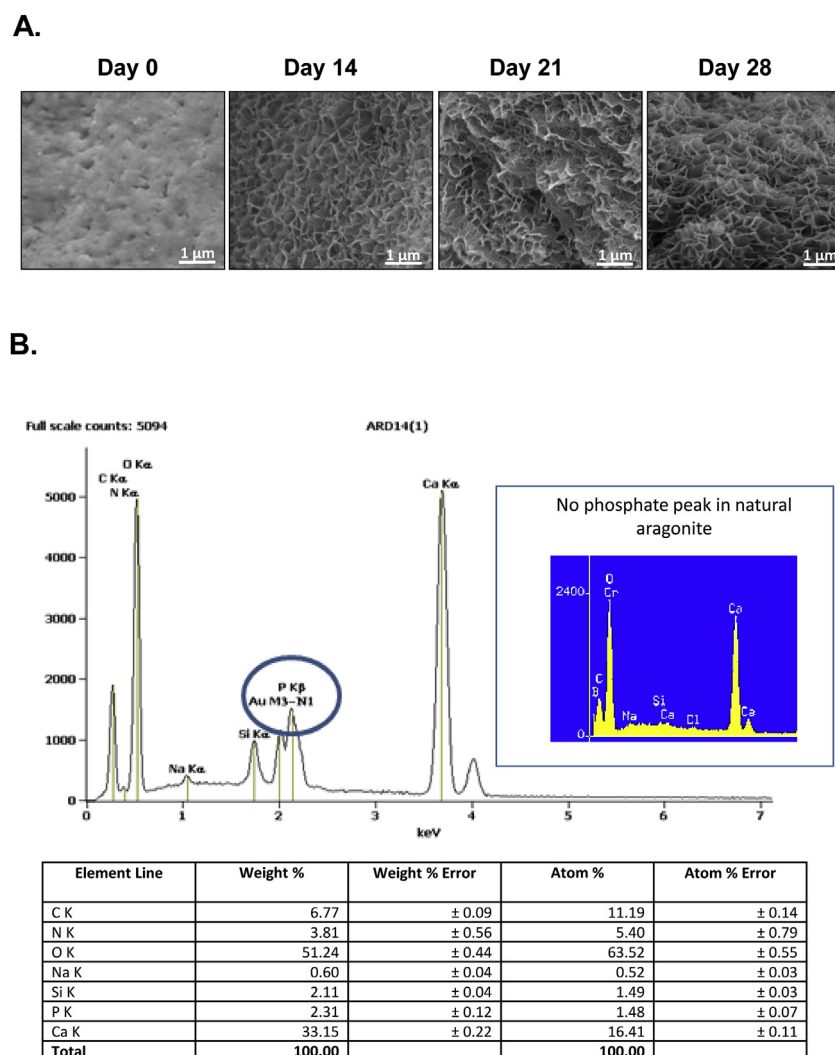 A.
Day 0 Day 14 Day 21 Day 28
1 µm 1 µm 1 µm 1 µm
B.
Full scale counts: 5094 ARD14(1)
O Kα
C Kα
N Kα
Ca Kα
5000
4000
3000
2000
1000
0
P Kβ
Au M3-N1
Si Kα
Na Kα
0 1 2 3 4 5 6 7
keV
No phosphate peak in natural
aragonite
2400
0
O
Cr
C
B
Na
Si
Ca
Cl
Ca
Ca
Element Line Weight % Weight % Error Atom % Atom % Error
C K 6.77 ± 0.09 11.19 ± 0.14
N K 3.81 ± 0.56 5.40 ± 0.79
O K 51.24 ± 0.44 63.52 ± 0.55
Na K 0.60 ± 0.04 0.52 ± 0.03
Si K 2.11 ± 0.04 1.49 ± 0.03
P K 2.31 ± 0.12 1.48 ± 0.07
Ca K 33.15 ± 0.22 16.41 ± 0.11
Total 100.00 100.00